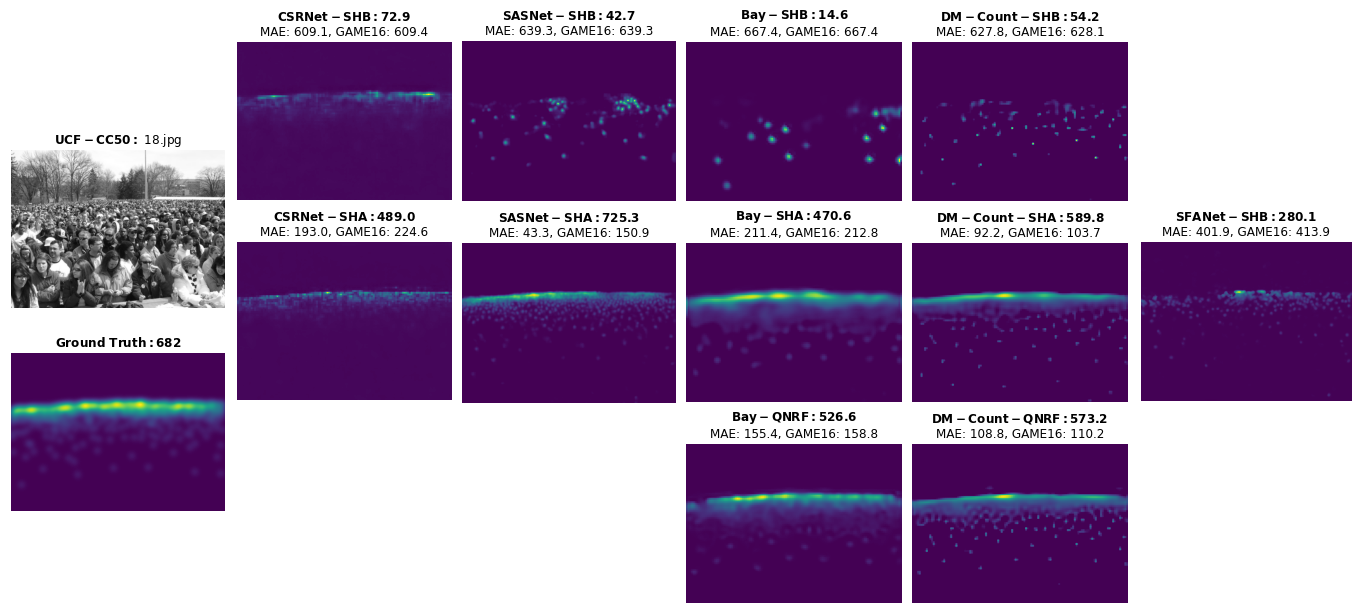 CSRNet−SHB:72.9
MAE: 609.1, GAME16: 609.4
SASNet−SHB:42.7
MAE: 639.3, GAME16: 639.3
Bay−SHB:14.6
MAE: 667.4, GAME16: 667.4
DM−Count−SHB:54.2
MAE: 627.8, GAME16: 628.1
UCF−CC50: 18.jpg
CSRNet−SHA:489.0
MAE: 193.0, GAME16: 224.6
SASNet−SHA:725.3
MAE: 43.3, GAME16: 150.9
Bay−SHA:470.6
MAE: 211.4, GAME16: 212.8
DM−Count−SHA:589.8
MAE: 92.2, GAME16: 103.7
SFANet−SHB:280.1
MAE: 401.9, GAME16: 413.9
Ground Truth:682
Bay−QNRF:526.6
MAE: 155.4, GAME16: 158.8
DM−Count−QNRF:573.2
MAE: 108.8, GAME16: 110.2